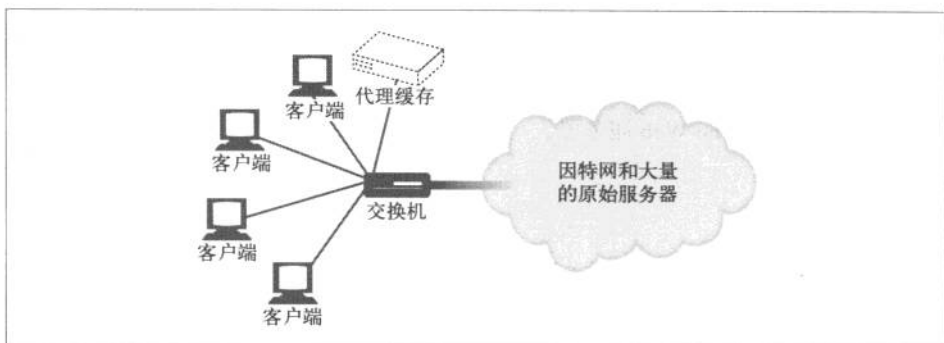 客户端
代理缓存
客户端
因特网和大量
的原始服务器
交换机
客户端
客户端